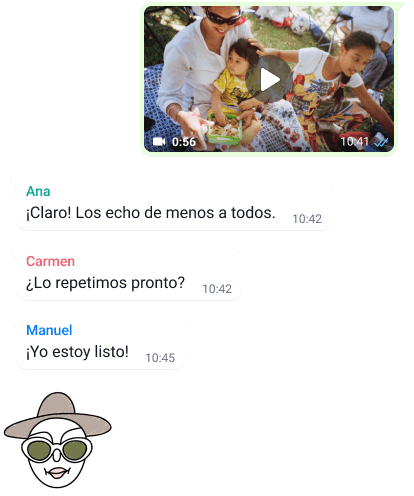 0:56
10:41
Ana
¡Claro! Los echo de menos a todos.
10:42
Carmen
¿Lo repetimos pronto?
10:42
Manuel
¡Yo estoy listo!
10:45